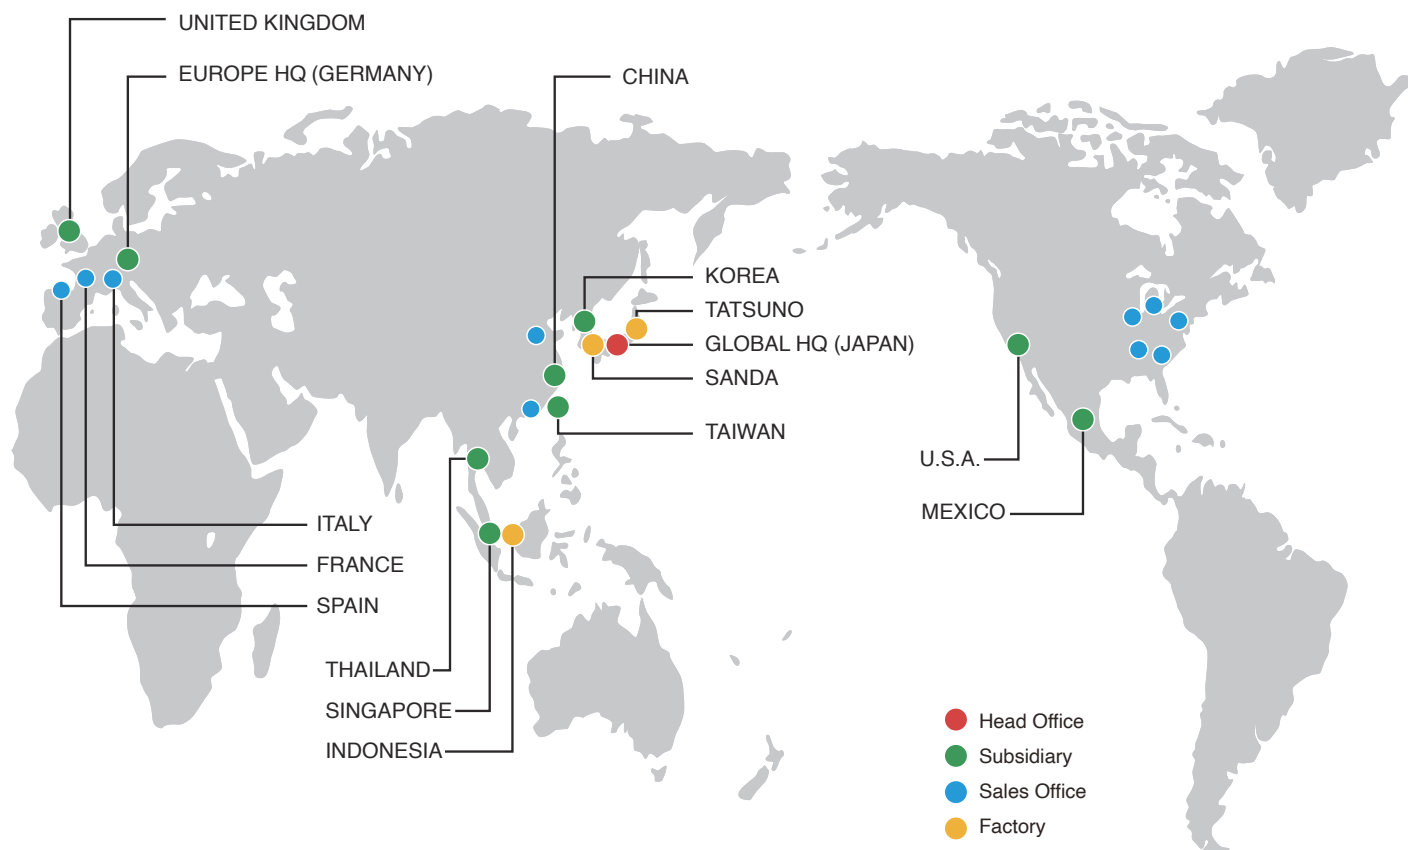 UNITED KINGDOM
EUROPE HQ (GERMANY)
CHINA
KOREA
TATSUNO
GLOBAL HQ (JAPAN)
SANDA
TAIWAN
U.S.A.
MEXICO
ITALY
FRANCE
SPAIN
THAILAND
SINGAPORE
INDONESIA
Head Office
Subsidiary
Sales Office
Factory